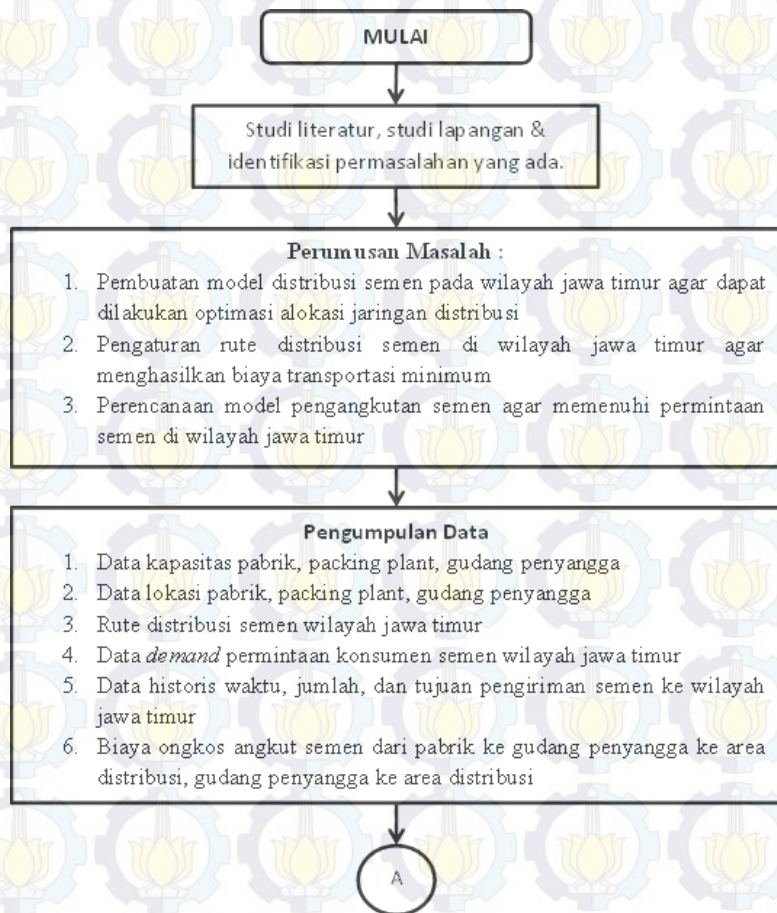 MULAI
Studi literatur, studi lapangan &
identifikasi permasalahan yang ada.
Perumusan Masalah :
1. Pembuatan model distribusi semen pada wilayah jawa timur agar dapat
dilakukan optimasi alokasi jaringan distribusi
2. Pengaturan rute distribusi semen di wilayah jawa timur agar
menghasilkan biaya transportasi minimum
3. Perencanaan model pengangkutan semen agar memenuhi permintaan
semen di wilayah jawa timur
Pengumpulan Data
1. Data kapasitas pabrik, packing plant, gudang penyangga
2. Data lokasi pabrik, packing plant, gudang penyangga
3. Rute distribusi semen wilayah jawa timur
4. Data demand permintaan konsumen semen wilayah jawa timur
5. Data historis waktu, jumlah, dan tujuan pengiriman semen ke wilayah
jawa timur
6. Biaya ongkos angkut semen dari pabrik ke gudang penyangga ke area
distribusi, gudang penyangga ke area distribusi
A